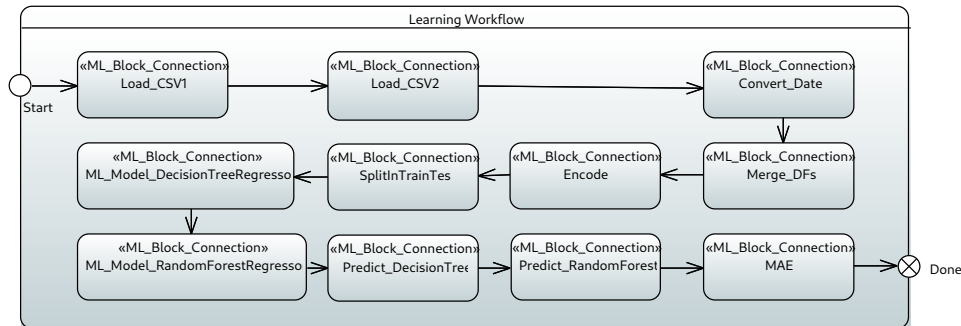 Learning Workflow
«ML_Block_Connection»
Load_CSV1
«ML_Block_Connection»
Load_CSV2
«ML_Block_Connection»
Convert_Date
Start
«ML_Block_Connection»
ML_Model_DecisionTreeRegresso
«ML_Block_Connection»
SplitInTrainTes
«ML_Block_Connection»
Encode
«ML_Block_Connection»
Merge_DFs
«ML_Block_Connection»
ML_Model_RandomForestRegresso
«ML_Block_Connection»
Predict_DecisionTree
«ML_Block_Connection»
Predict_RandomForest
«ML_Block_Connection»
MAE
Done